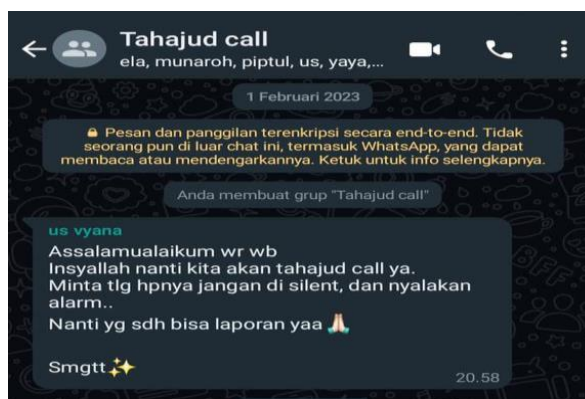 Tahajud call
ela, munaroh, piptul, us, yaya,...
1 Februari 2023
Pesan dan panggilan terenkripsi secara end-to-end. Tidak
seorang pun di luar chat ini, termasuk WhatsApp, yang dapat
membaca atau mendengarkannya. Ketuk untuk info selengkapnya.
Anda membuat grup "Tahajud call"
us vyana
Assalamualaikum wr wb
Insyallah nanti kita akan tahajud call ya.
Minta tlg hpnya jangan di silent, dan nyalakan
alarm..
Nanti yg sdh bisa laporan yaa 🙏🏻
Smgtt✨
20.58